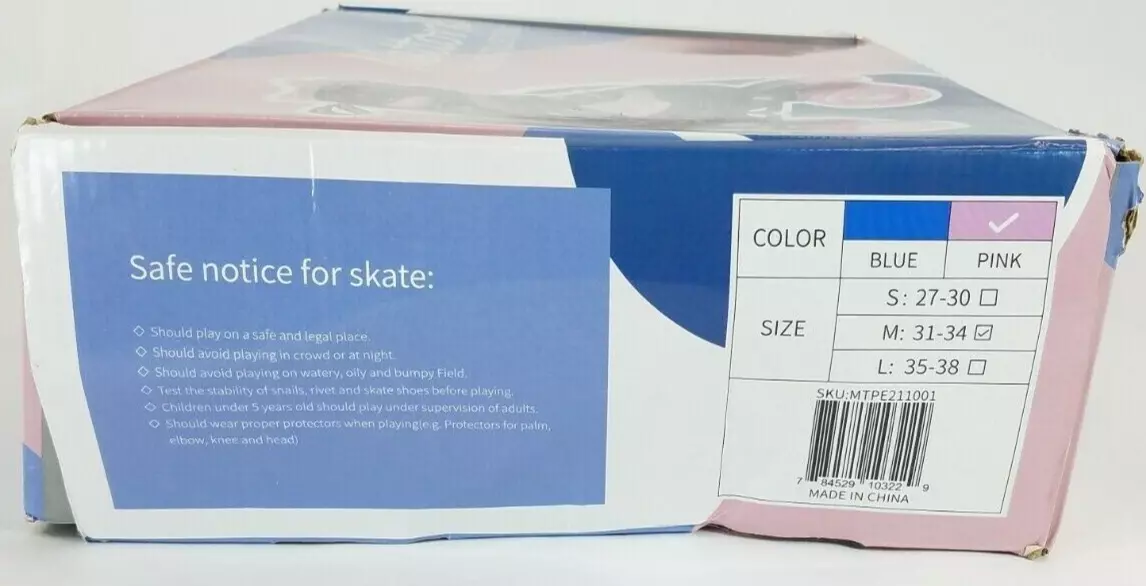 Safe notice for skate:
◇ Should play on a safe and legal place.
◇ Should avoid playing in crowd or at night.
◇ Should avoid playing on watery, oily and bumpy Field.
◇ Test the stability of snails, rivet and skate shoes before playing.
◇ Children under 5 years old should play under supervision of adults.
◇ Should wear proper protectors when playing(e.g. Protectors for palm,
elbow, knee and head)
COLOR
BLUE
PINK
SIZE
S: 27-30 ☐
M: 31-34 ☑
L: 35-38 ☐
SKU:MTPE211001
7 84529 10322 9
MADE IN CHINA